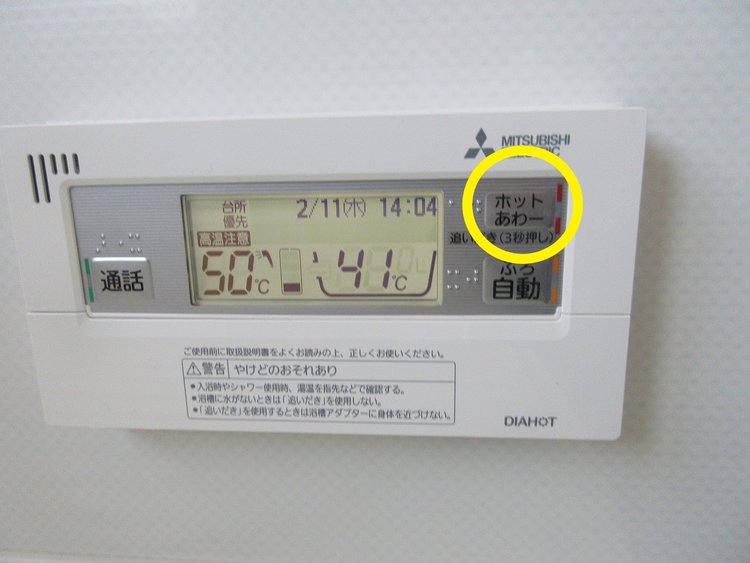 MITSUBISHI
ELECTRIC
台所
優先
2/11(木) 14:04
高温注意
50℃
41℃
通話
ホット
あわー
追いだき(3秒押し)
ふろ
自動
ご使用前に取扱説明書をよくお読みの上、正しくお使いください。
警告 やけどのおそれあり
●入浴時やシャワー使用時、湯温を指先などで確認する。
●浴槽に水がないときは「追いだき」を使用しない。
●「追いだき」を使用するときは浴槽アダプターに身体を近づけない。
DIAHOT